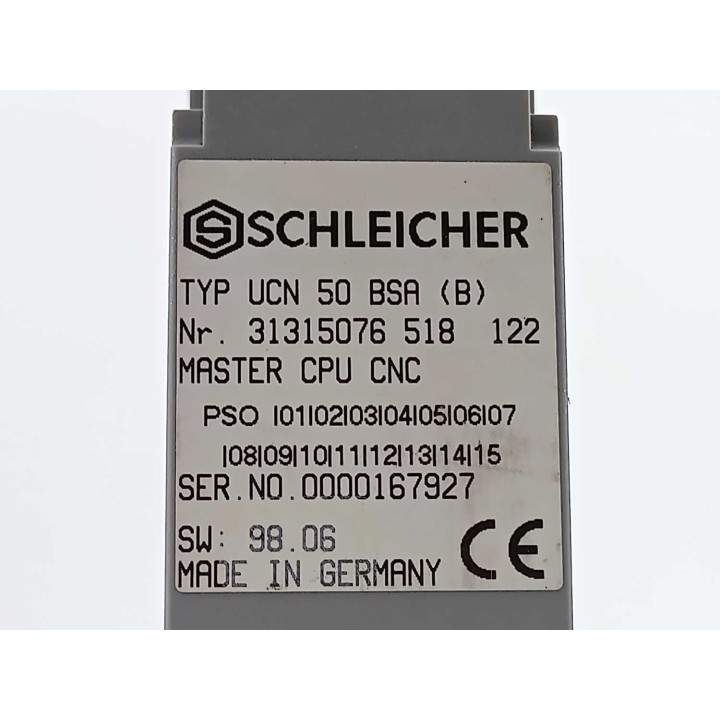 SCHLEICHER
TYP UCN 50 BSA (B)
Nr. 31315076 518 122
MASTER CPU CNC
PSO |01|02|03|04|05|06|07
|08|09|10|11|12|13|14|15
SER.NO.0000167927
SW: 98.06
MADE IN GERMANY CE